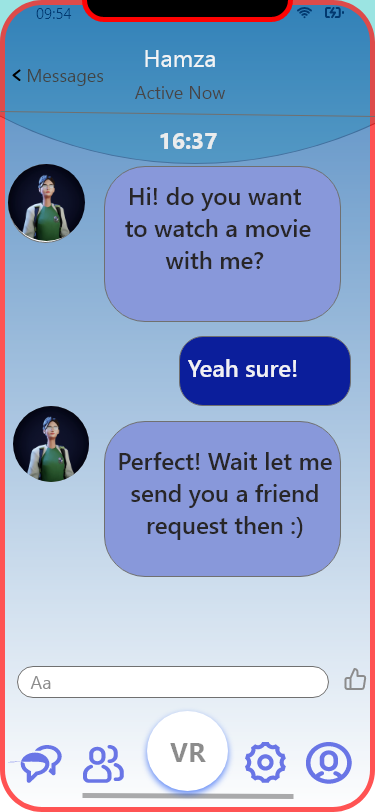 09:54
Hamza
Messages
Active Now
16:37
Hi! do you want
to watch a movie
with me?
Yeah sure!
Perfect! Wait let me
send you a friend
request then :)
Aa
VR